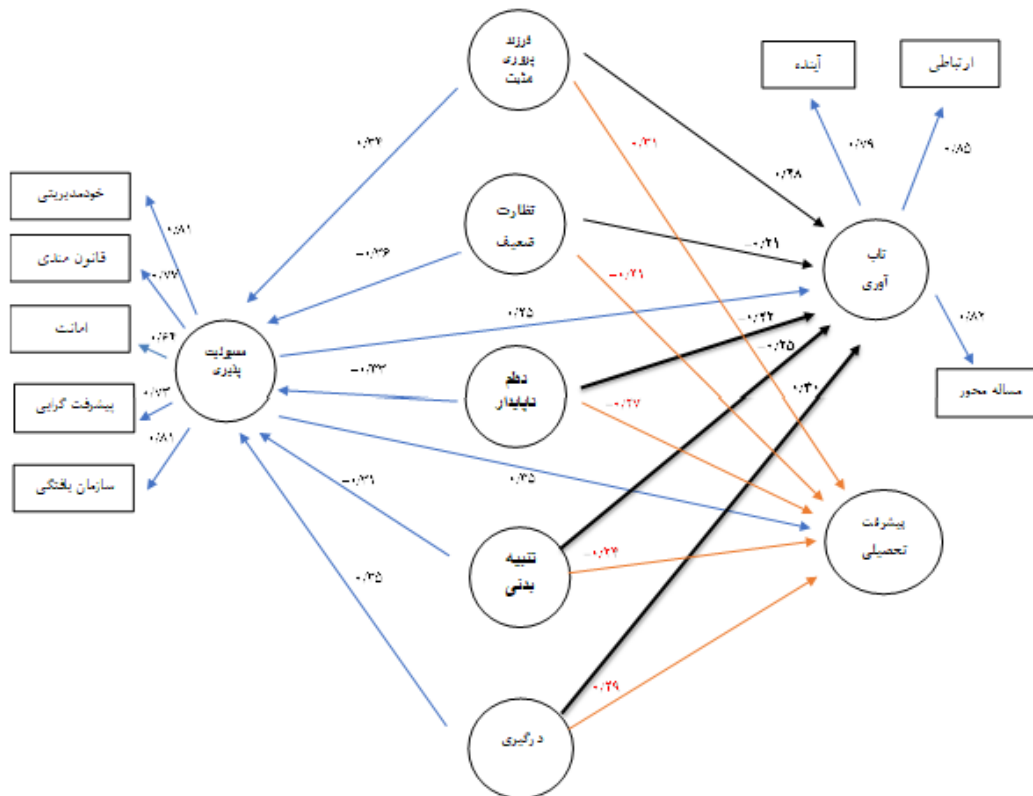 فرزند
پروری
مثبت
آینده
ارتباطی
۰/۳۴
۰/۳۱
۰/۲۸
۰/۷۹
۰/۸۵
خودمدیریتی
قانون مندی
امانت
پیشرفت گرایی
سازمان یافتگی
۰/۸۱
۰/۷۷
۰/۶۴
۰/۷۳
۰/۸۱
مسولیت
پذیری
نظارت
ضعیف
-۰/۳۶
-۰/۲۱
-۰/۲۱
تاب
آوری
۰/۸۲
مساله محور
۰/۲۵
-۰/۳۳
نظم
ناپایدار
-۰/۲۲
-۰/۲۵
۰/۳۰
-۰/۲۷
-۰/۳۱
۰/۳۵
تنبیه
بدنی
-۰/۲۴
پیشرفت
تحصیلی
۰/۳۵
۰/۲۹
درگیری